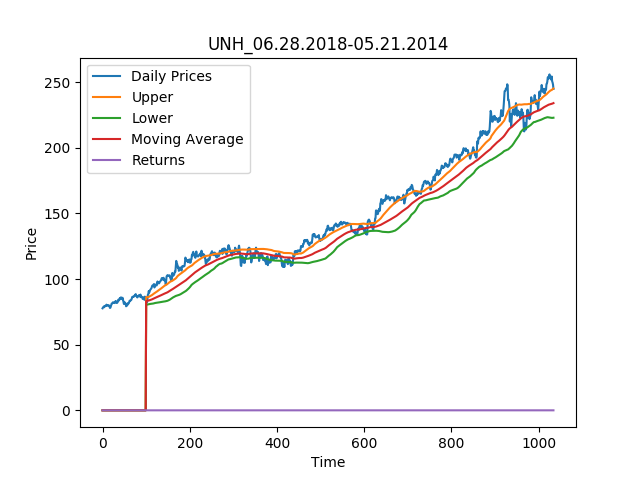 UNH_06.28.2018-05.21.2014
Daily Prices
Upper
Lower
Moving Average
Returns
Price
250
200
150
100
50
0
0 200 400 600 800 1000
Time